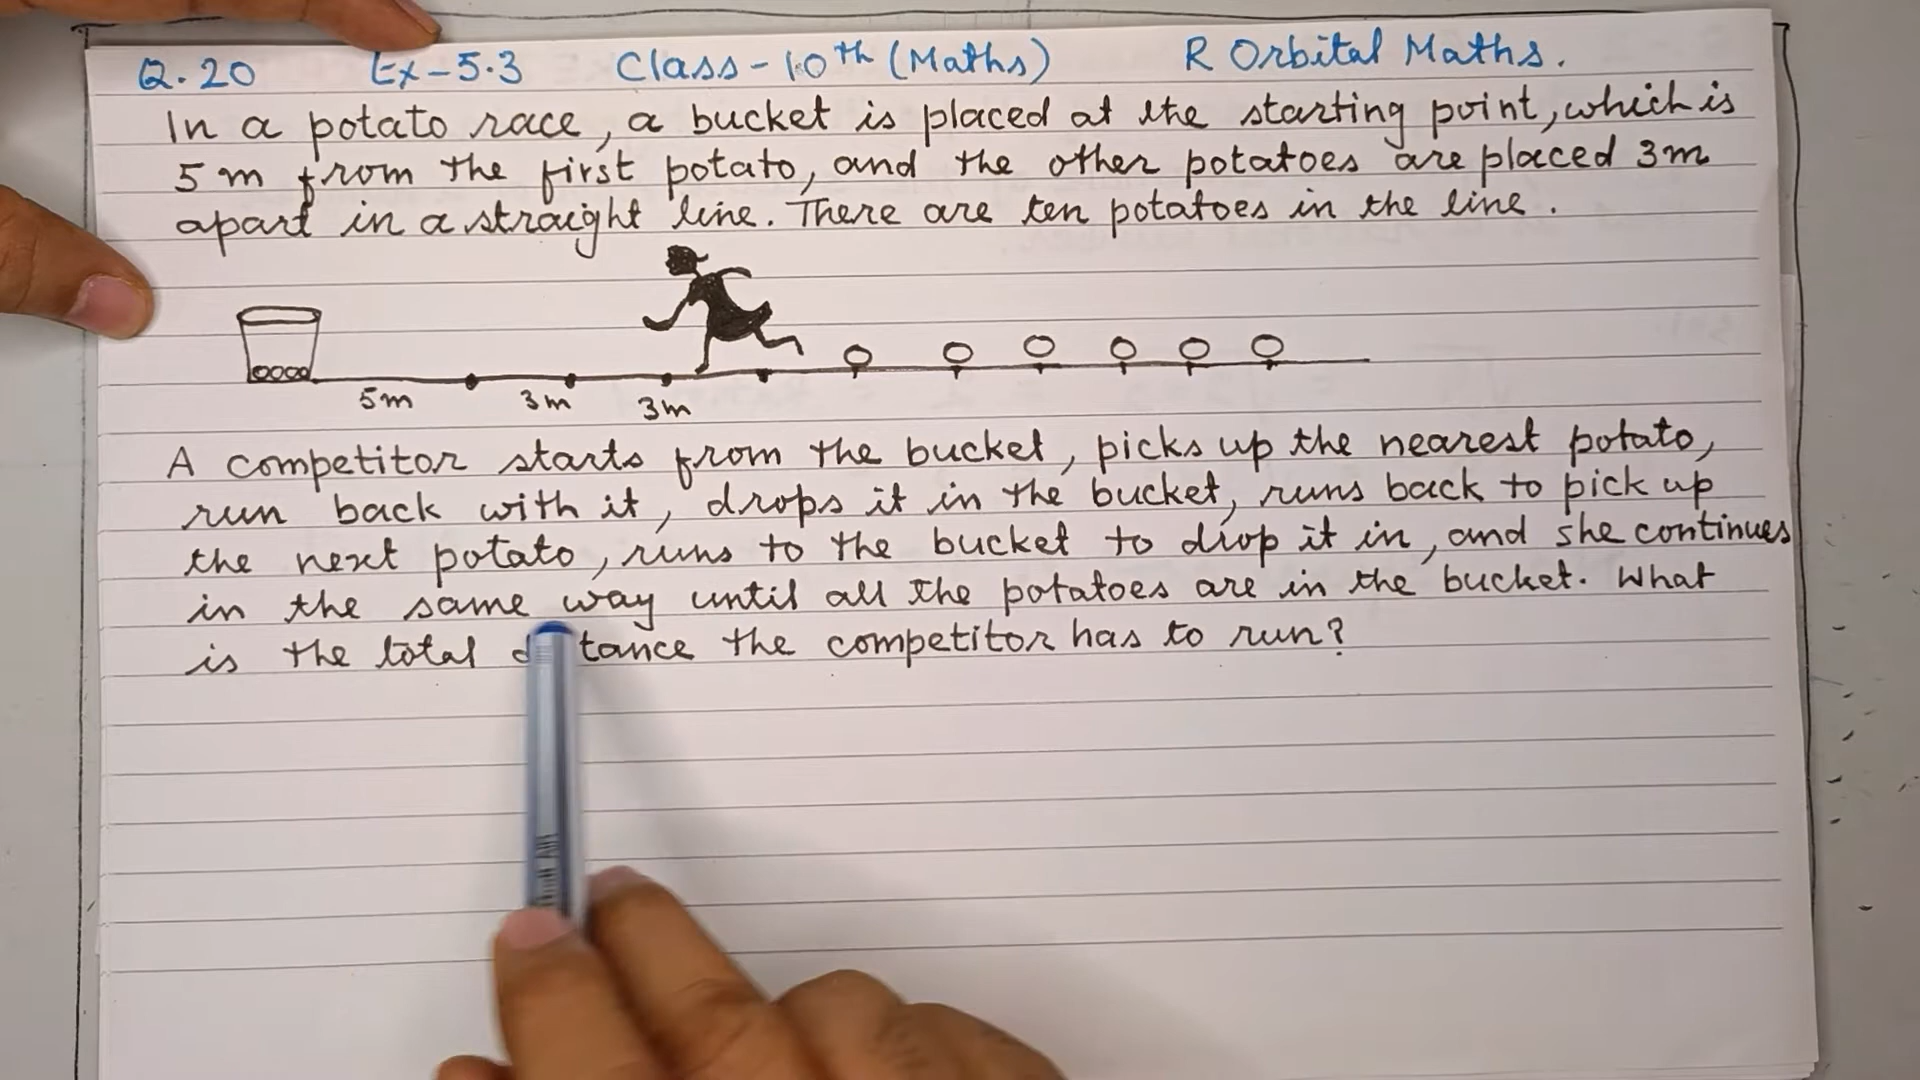 Q.20 Ex-5.3 Class-10th (Maths) R Orbital Maths.
In a potato race, a bucket is placed at the starting point, which is
5m from the first potato, and the other potatoes are placed 3m
apart in a straight line. There are ten potatoes in the line.
5m 3m 3m
A competitor starts from the bucket, picks up the nearest potato,
run back with it, drops it in the bucket, runs back to pick up
the next potato, runs to the bucket to drop it in, and she continues
in the same way until all the potatoes are in the bucket. What
is the total the competitor has to run?